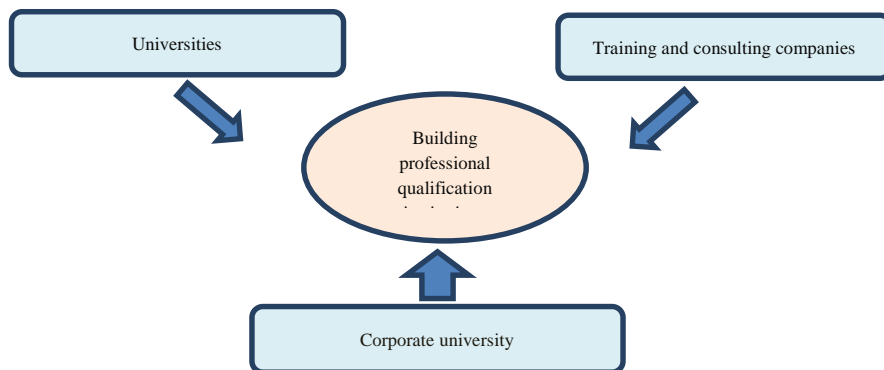 Universities
Training and consulting companies
Building
professional
qualification
Corporate university